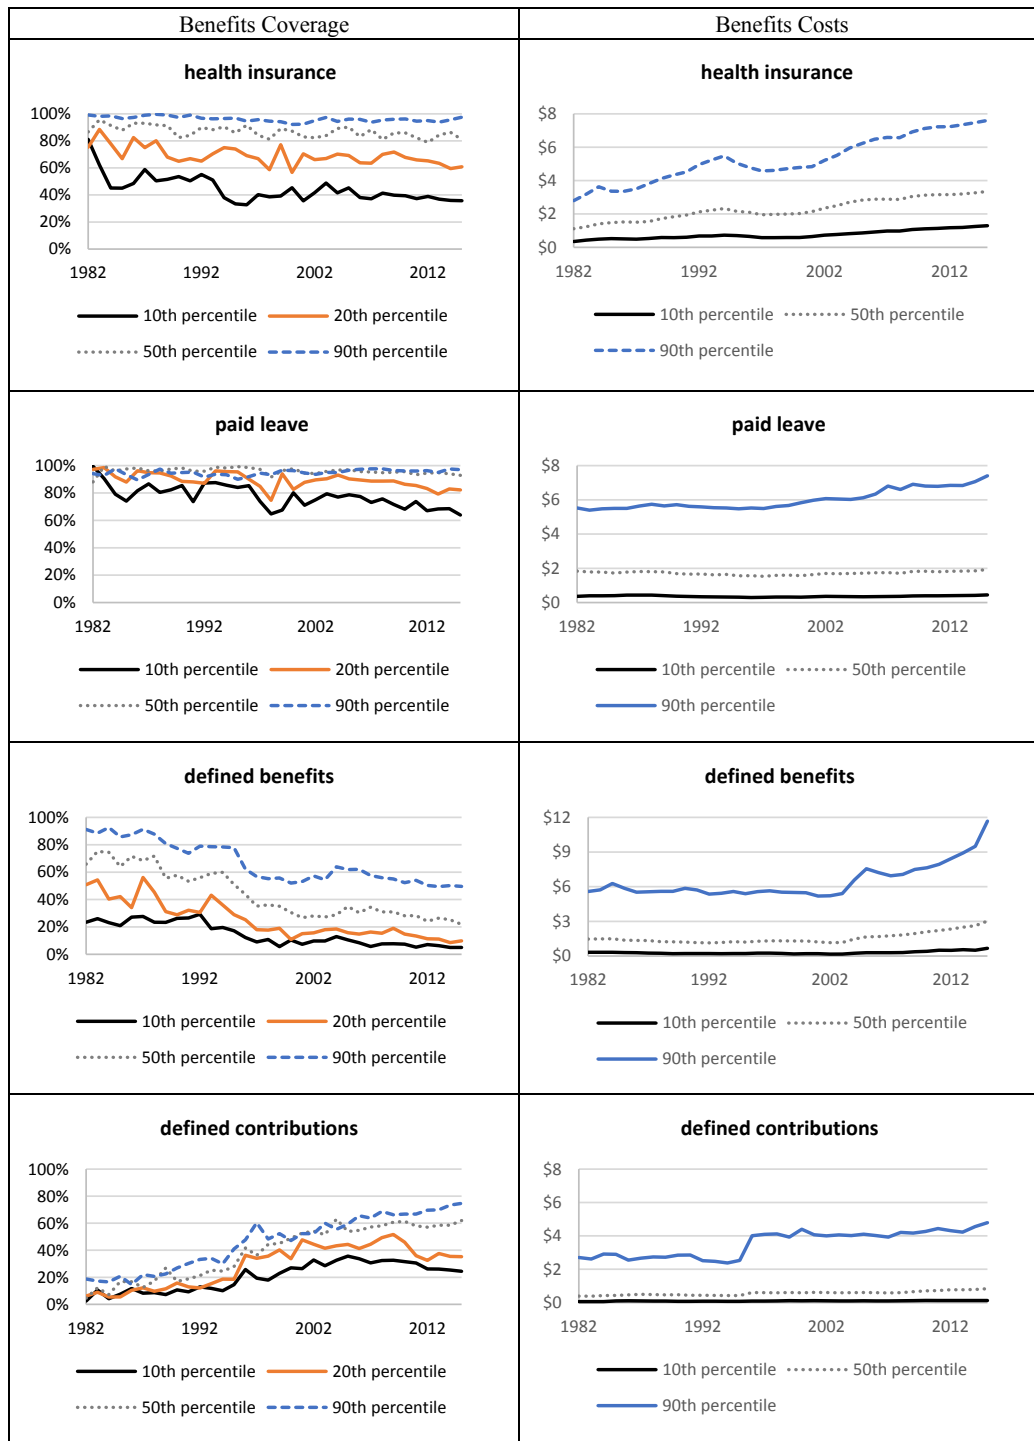 Benefits Coverage
Benefits Costs
health insurance
100%
80%
60%
40%
20%
0%
1982 1992 2002 2012
10th percentile 20th percentile
50th percentile 90th percentile
health insurance
$8
$6
$4
$2
$0
1982 1992 2002 2012
10th percentile 50th percentile
90th percentile
paid leave
100%
80%
60%
40%
20%
0%
1982 1992 2002 2012
10th percentile 20th percentile
50th percentile 90th percentile
paid leave
$8
$6
$4
$2
$0
1982 1992 2002 2012
10th percentile 50th percentile
90th percentile
defined benefits
100%
80%
60%
40%
20%
0%
1982 1992 2002 2012
10th percentile 20th percentile
50th percentile 90th percentile
defined benefits
$12
$9
$6
$3
$0
1982 1992 2002 2012
10th percentile 50th percentile
90th percentile
defined contributions
100%
80%
60%
40%
20%
0%
1982 1992 2002 2012
10th percentile 20th percentile
50th percentile 90th percentile
defined contributions
$8
$6
$4
$2
$0
1982 1992 2002 2012
10th percentile 50th percentile
90th percentile